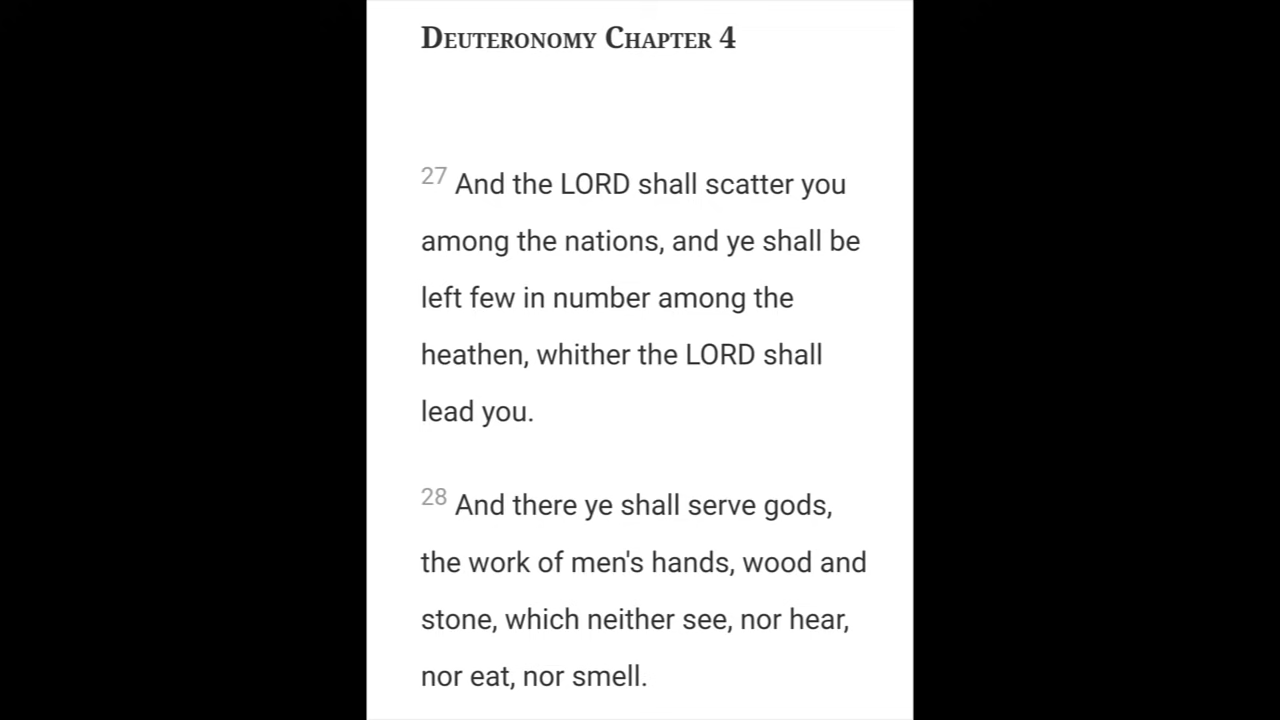 Deuteronomy Chapter 4
27 And the LORD shall scatter you
among the nations, and ye shall be
left few in number among the
heathen, whither the LORD shall
lead you.
28 And there ye shall serve gods,
the work of men's hands, wood and
stone, which neither see, nor hear,
nor eat, nor smell.